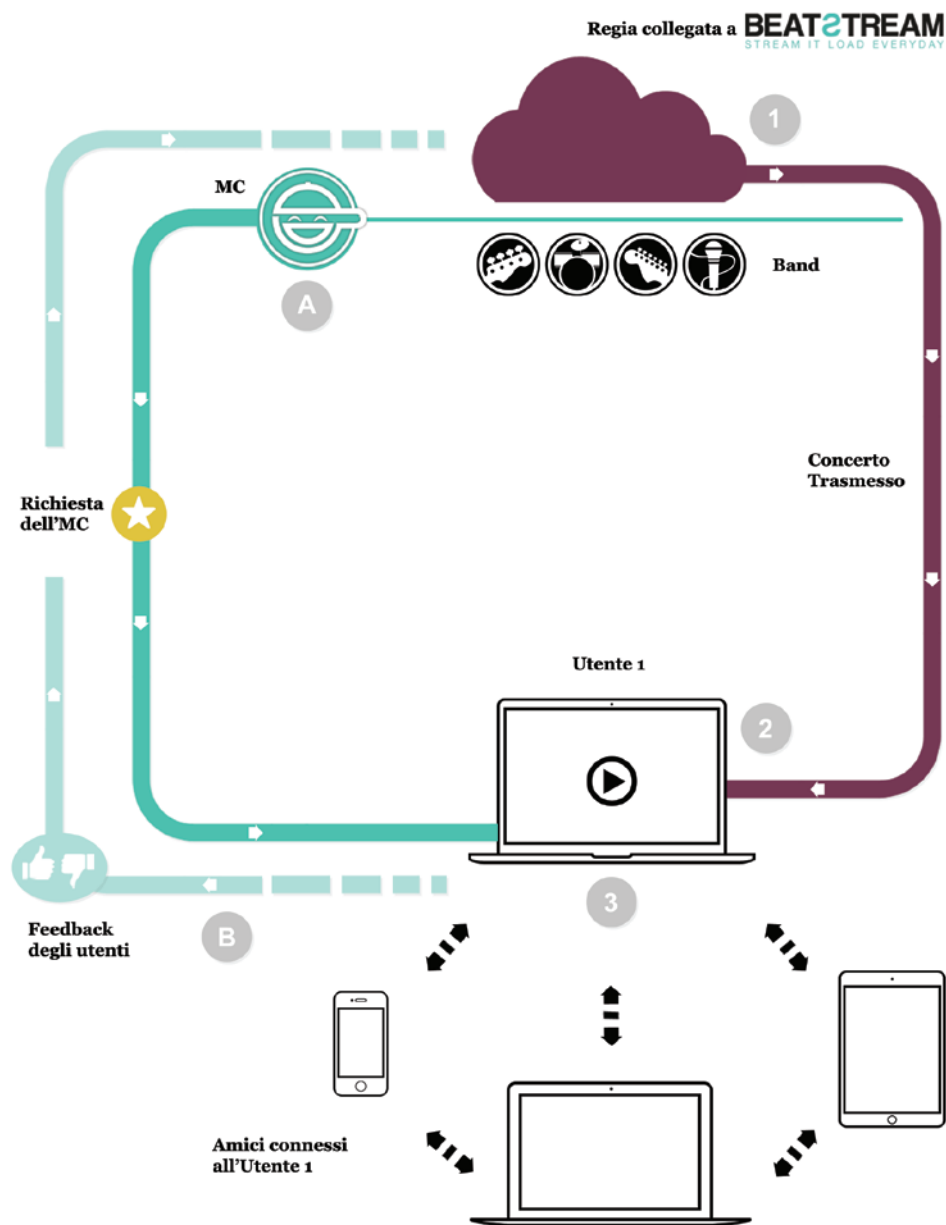 Regia collegata a BEATSTREAM
STREAM IT LOAD EVERYDAY
1
MC
A
Band
Concerto
Trasmesso
Richiesta
dell'MC
Utente 1
2
3
Feedback
degli utenti
B
Amici connessi
all'Utente 1